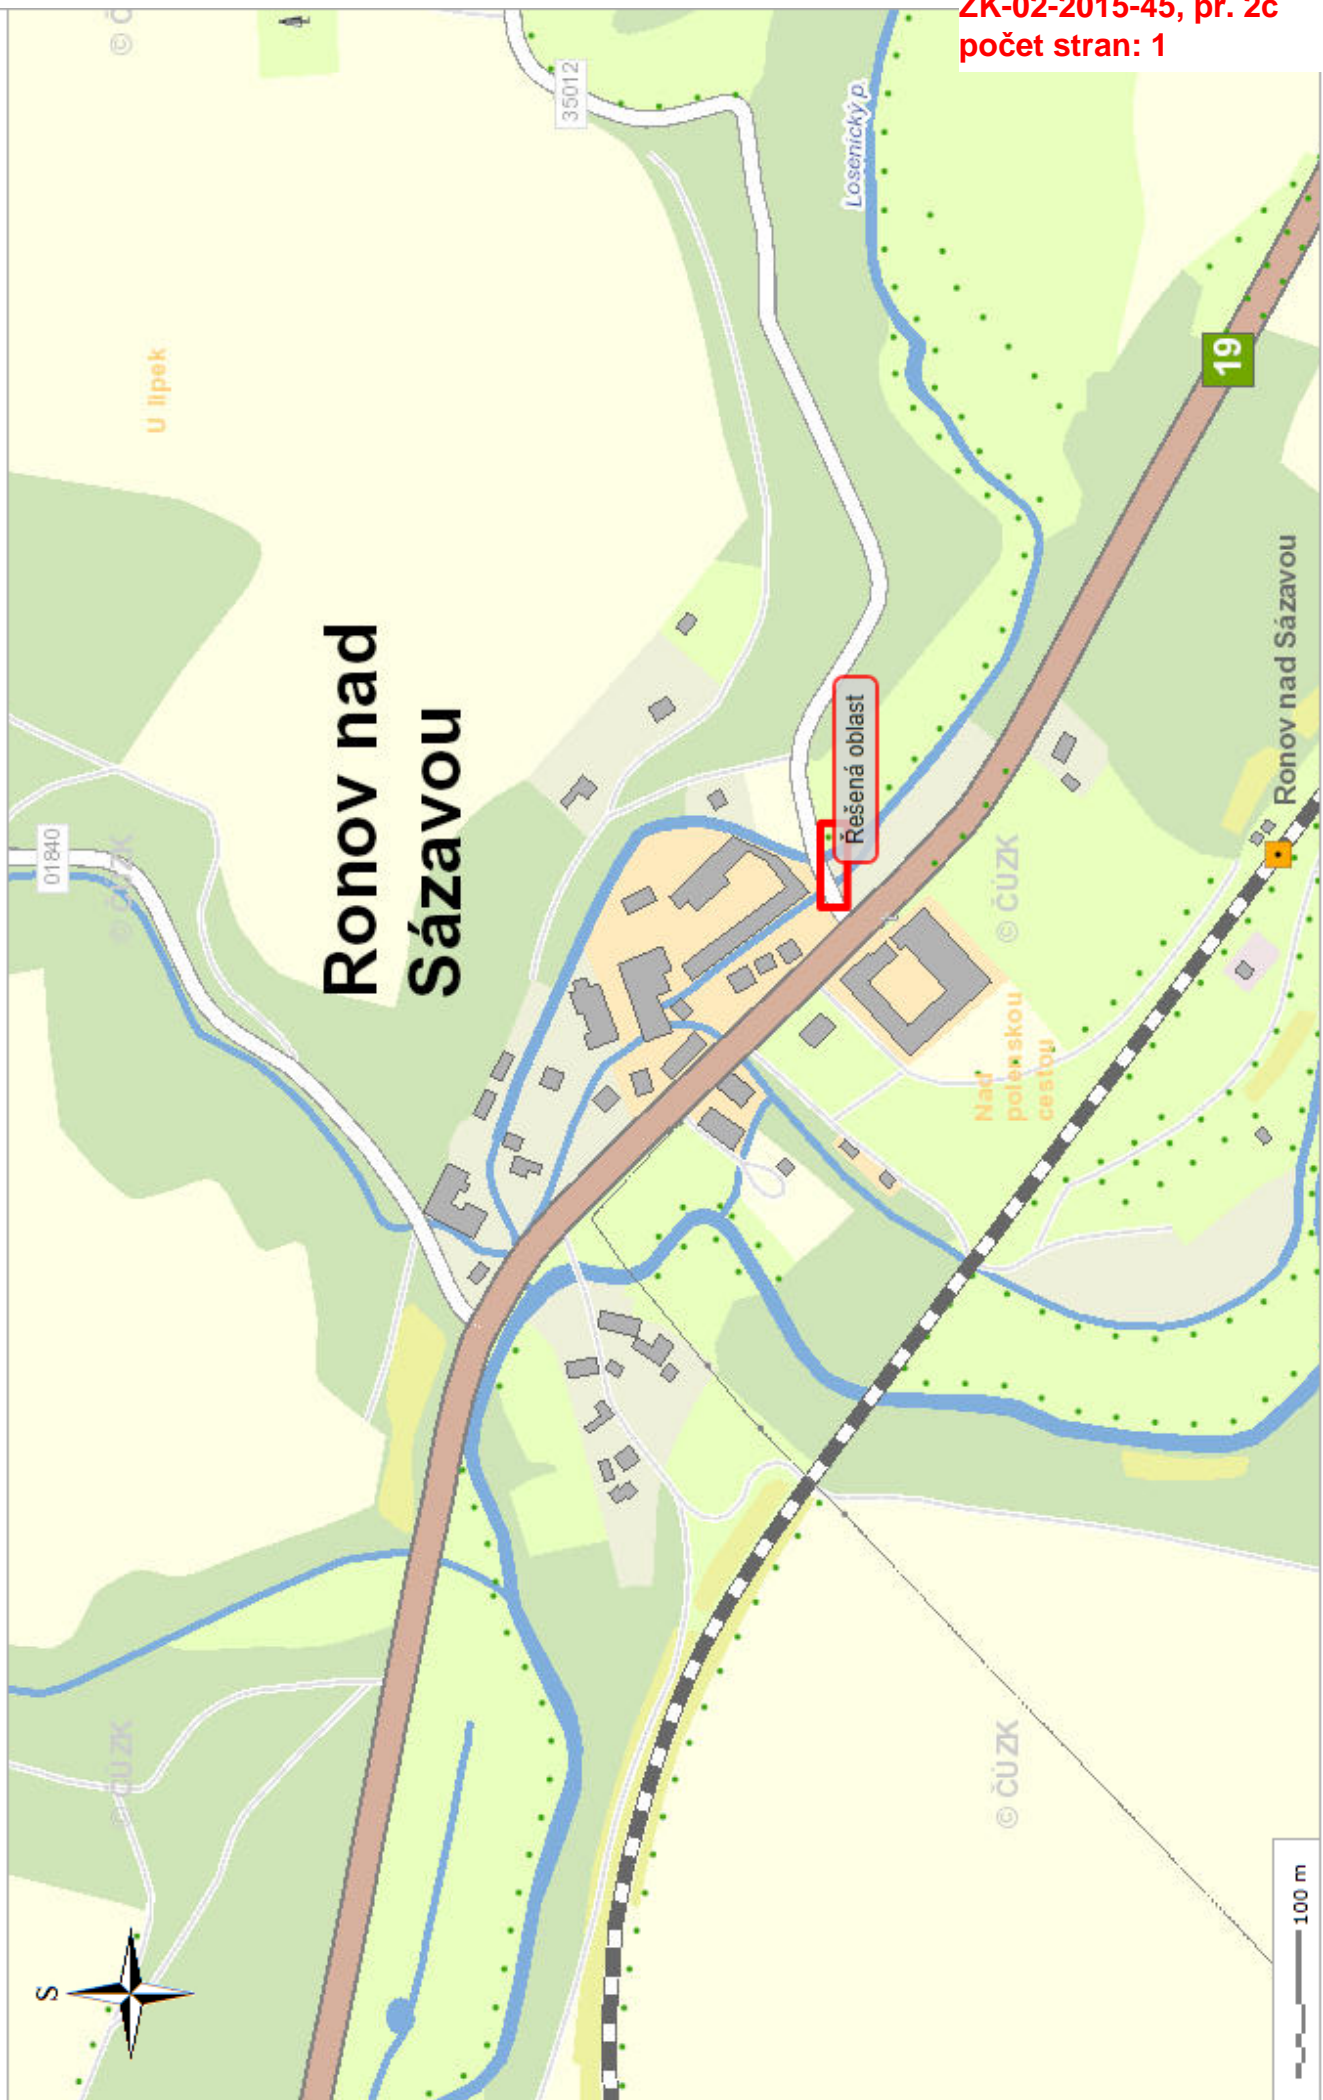 ZK-02-2015-45, pr. 2c
počet stran: 1
35012
Losenický p.
U lipek
19
Ronov nad
Sázavou
Řešená oblast
Ronov nad Sázavou
01840
© ČÚZK
© ČÚZK
Nad
polenskou
cestou
© ČÚZK
© ČÚZK
S
100 m